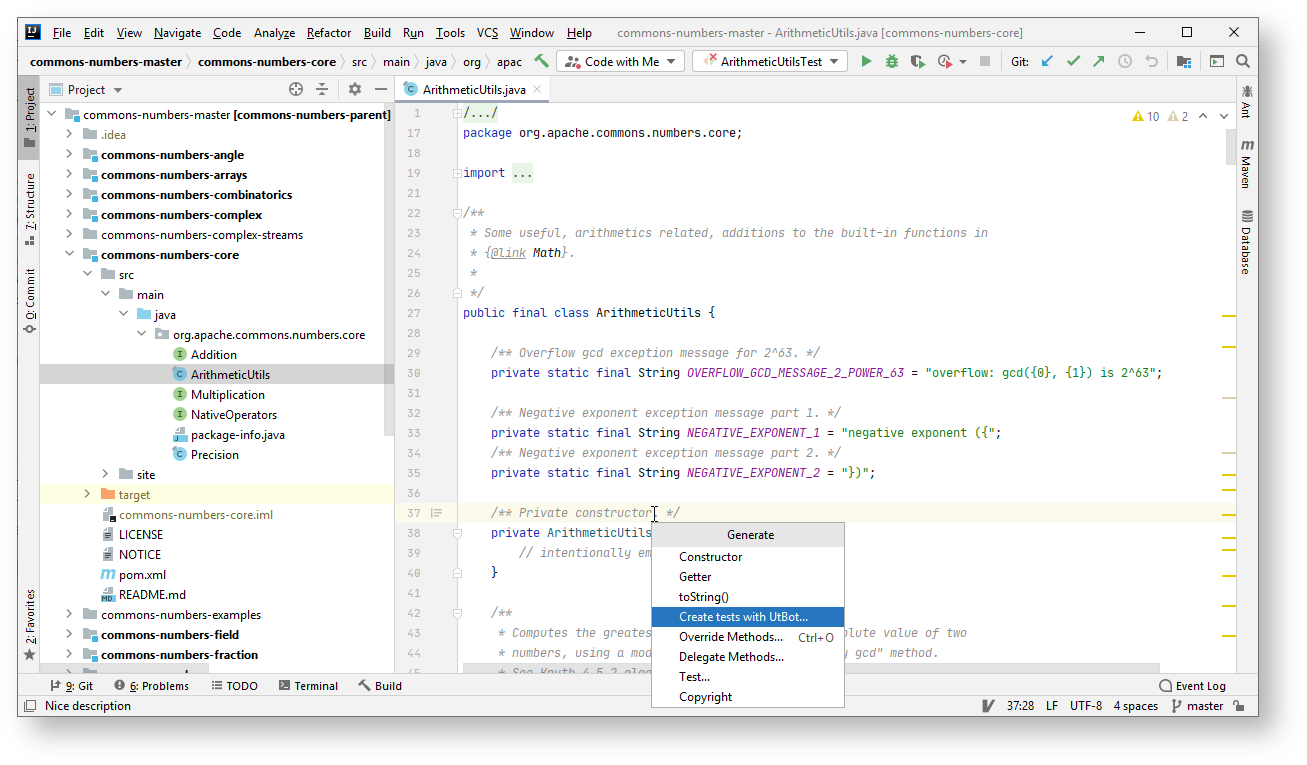 File Edit View Navigate Code Analyze Refactor Build Run Tools VCS Window Help commons-numbers-master - ArithmeticUtils.java [commons-numbers-core]
commons-numbers-master commons-numbers-core src main java org apac Code with Me ArithmeticUtilsTest Git:
Project
ArithmeticUtils.java
1: Project
7: Structure
0: Commit
2: Favorites
commons-numbers-master [commons-numbers-parent]
.idea
commons-numbers-angle
commons-numbers-arrays
commons-numbers-combinatorics
commons-numbers-complex
commons-numbers-complex-streams
commons-numbers-core
src
main
java
org.apache.commons.numbers.core
Addition
ArithmeticUtils
Multiplication
NativeOperators
package-info.java
Precision
site
target
commons-numbers-core.iml
LICENSE
NOTICE
pom.xml
README.md
commons-numbers-examples
commons-numbers-field
commons-numbers-fraction
1 /.../
17 package org.apache.commons.numbers.core;
18
19 import ...
21
22 /**
23 * Some useful, arithmetics related, additions to the built-in functions in
24 * {@link Math}.
25 *
26 */
27 public final class ArithmeticUtils {
28
29 /** Overflow gcd exception message for 2^63. */
30 private static final String OVERFLOW_GCD_MESSAGE_2_POWER_63 = "overflow: gcd({0}, {1}) is 2^63";
31
32 /** Negative exponent exception message part 1. */
33 private static final String NEGATIVE_EXPONENT_1 = "negative exponent ({";
34 /** Negative exponent exception message part 2. */
35 private static final String NEGATIVE_EXPONENT_2 = "})";
36
37 /** Private constructor. */
38 private ArithmeticUtils
39 // intentionally em
40 }
41
42 /**
43 * Computes the greates lute value of two
44 * numbers, using a mod y gcd" method.
45 * See Knuth 4.5.2 algo
10 2
Generate
Constructor
Getter
toString()
Create tests with UtBot...
Override Methods... Ctrl+O
Delegate Methods...
Test...
Copyright
Ant
Maven
Database
9: Git 6: Problems TODO Terminal Build Event Log
Nice description 37:28 LF UTF-8 4 spaces master